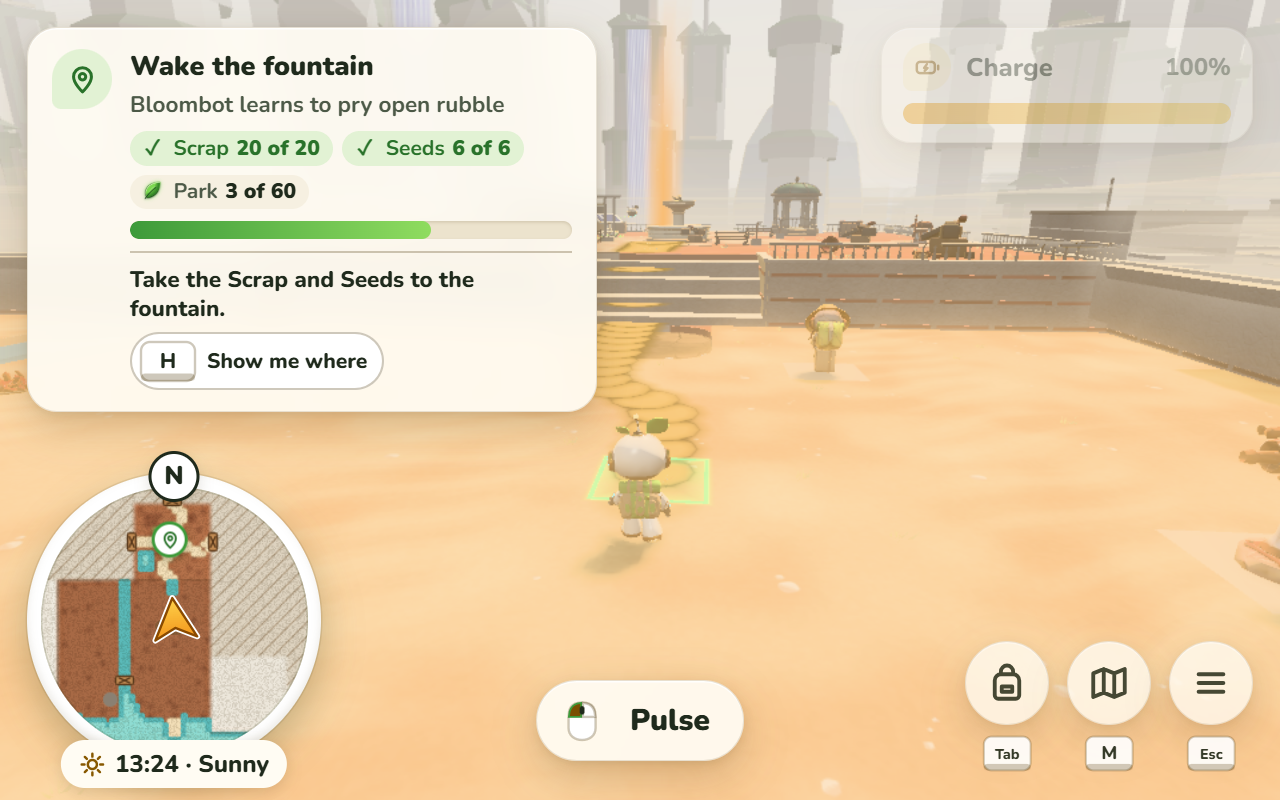 Wake the fountain
Bloombot learns to pry open rubble
✓ Scrap 20 of 20 ✓ Seeds 6 of 6
Park 3 of 60
Take the Scrap and Seeds to the
fountain.
H Show me where
Charge 100%
N
13:24 · Sunny
Pulse
Tab M Esc